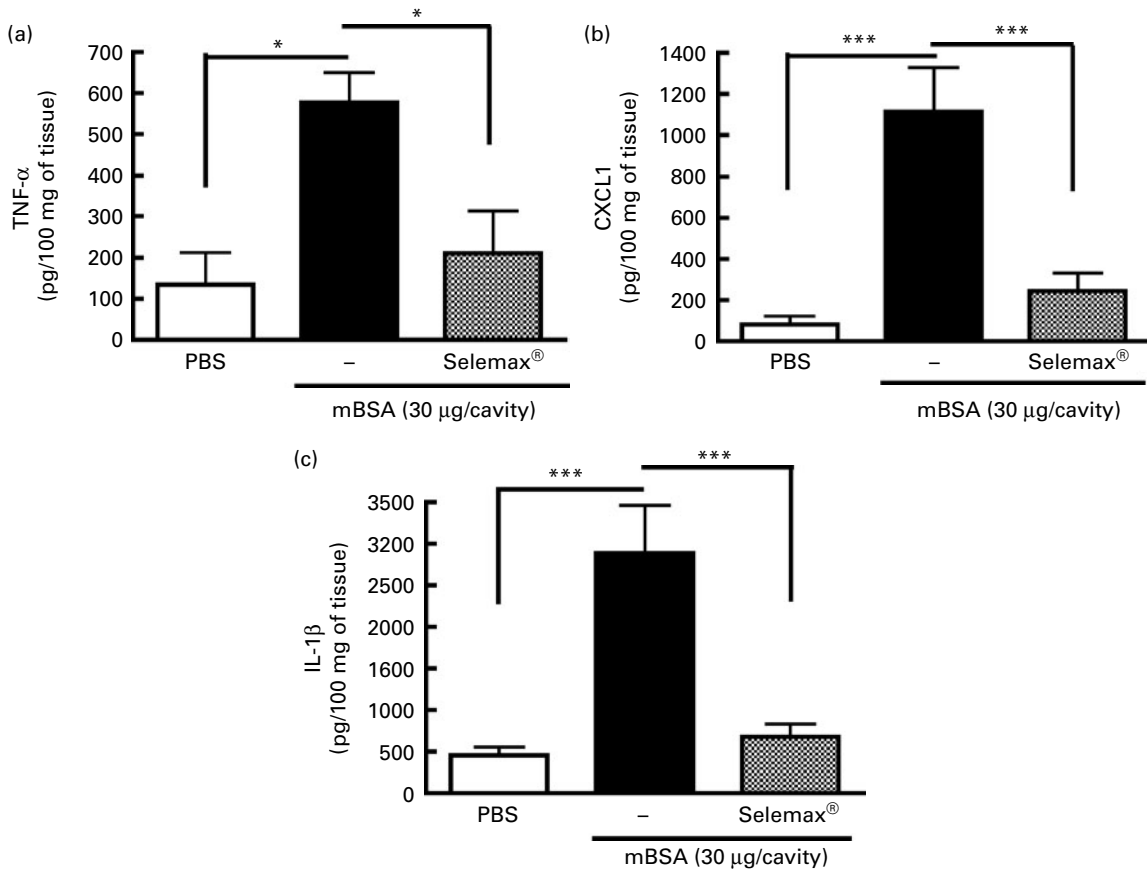 (a)
*
*
700
600
500
400
300
200
100
0
TNF-α
(pg/100 mg of tissue)
PBS
–
Selemax®
mBSA (30 μg/cavity)
(b)
***
***
1400
1200
1000
800
600
400
200
0
CXCL1
(pg/100 mg of tissue)
PBS
–
Selemax®
mBSA (30 μg/cavity)
(c)
***
***
3500
3200
2500
2000
1600
1000
500
0
IL-1β
(pg/100 mg of tissue)
PBS
–
Selemax®
mBSA (30 μg/cavity)